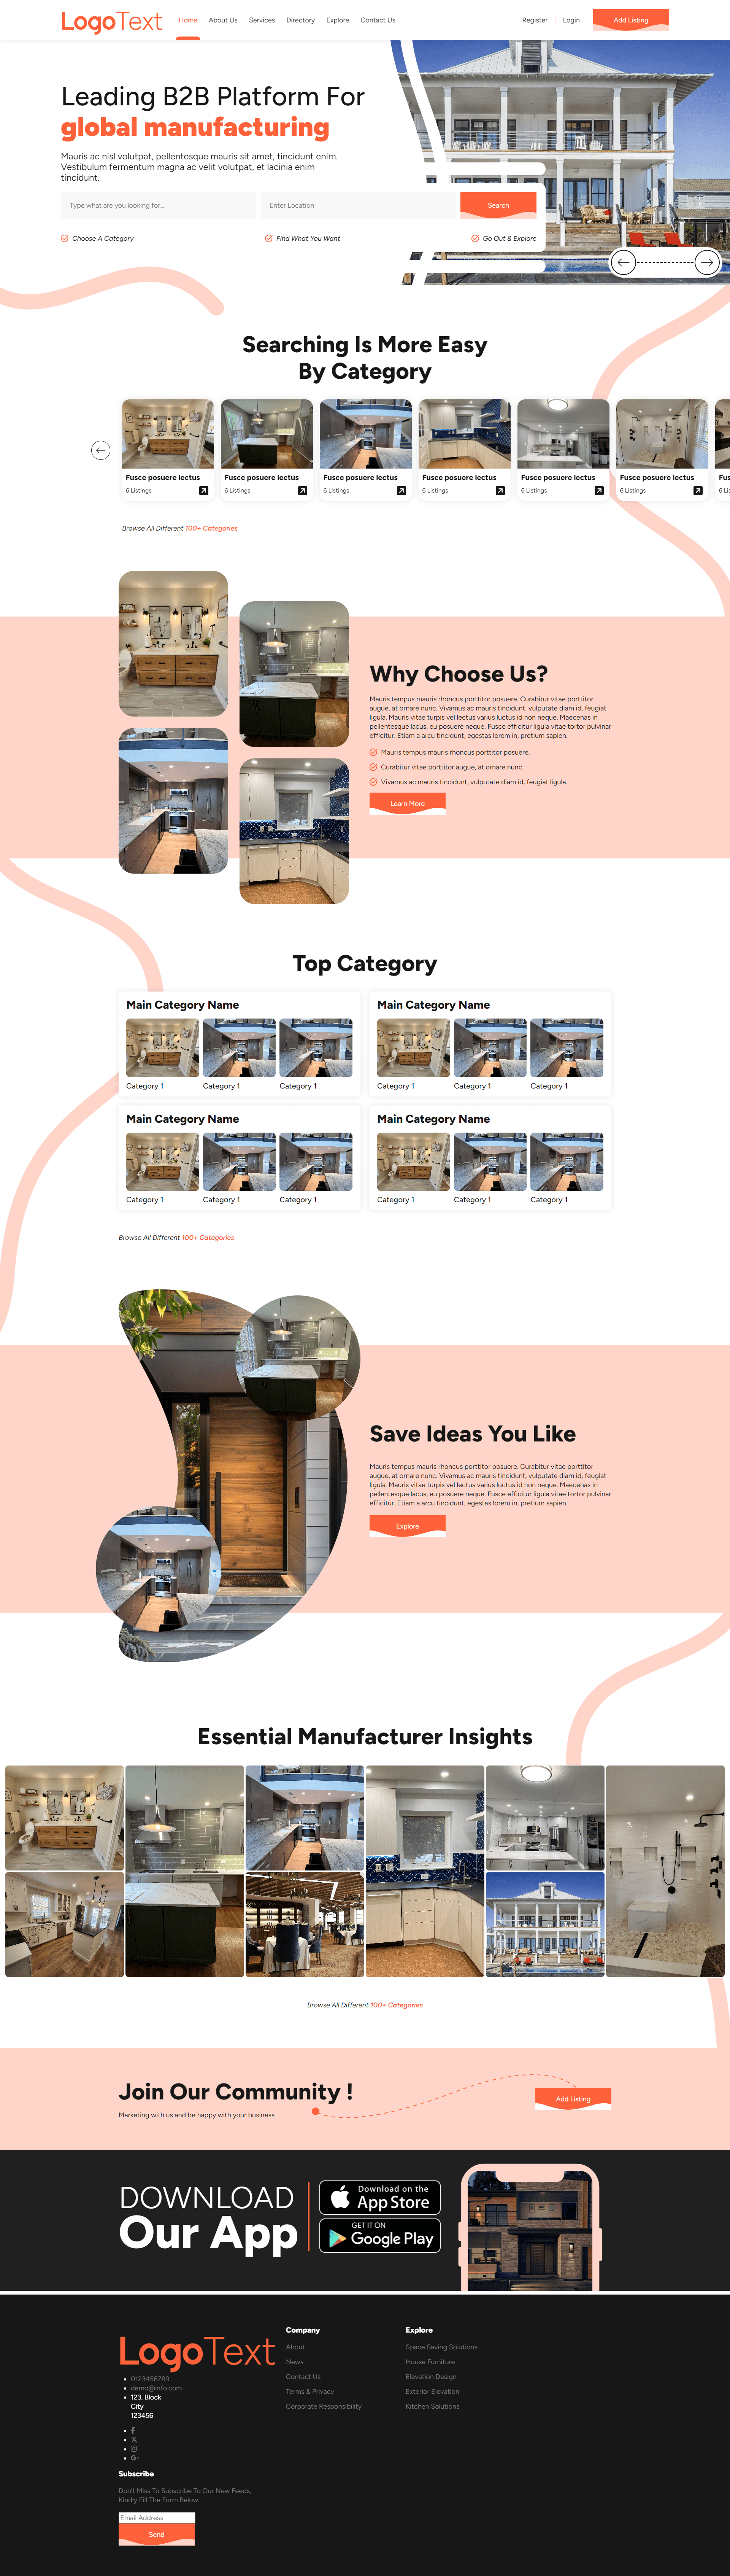 LogoText
Home About Us Services Directory Explore Contact Us
Register Login Add Listing
Leading B2B Platform For
global manufacturing
Mauris ac nisl volutpat, pellentesque mauris sit amet, tincidunt enim.
Vestibulum fermentum magna ac velit volutpat, et lacinia enim
tincidunt.
Type what are you looking for...
Enter Location
Search
Choose A Category
Find What You Want
Go Out & Explore
Searching Is More Easy
By Category
Fusce posuere lectus
6 Listings
Fusce posuere lectus
6 Listings
Fusce posuere lectus
6 Listings
Fusce posuere lectus
6 Listings
Fusce posuere lectus
6 Listings
Fusce posuere lectus
6 Listings
Browse All Different 100+ Categories
Why Choose Us?
Mauris tempus mauris rhoncus porttitor posuere. Curabitur vitae porttitor
augue, at ornare nunc. Vivamus ac mauris tincidunt, vulputate diam id, feugiat
ligula. Mauris vitae turpis vel lectus varius luctus id non neque. Maecenas in
pellentesque lacus, eu posuere neque. Fusce efficitur ligula vitae tortor pulvinar
efficitur. Etiam a arcu tincidunt, egestas lorem in, pretium sapien.
Mauris tempus mauris rhoncus porttitor posuere.
Curabitur vitae porttitor augue, at ornare nunc.
Vivamus ac mauris tincidunt, vulputate diam id, feugiat ligula.
Learn More
Top Category
Main Category Name
Category 1 Category 1 Category 1
Main Category Name
Category 1 Category 1 Category 1
Main Category Name
Category 1 Category 1 Category 1
Main Category Name
Category 1 Category 1 Category 1
Browse All Different 100+ Categories
Save Ideas You Like
Mauris tempus mauris rhoncus porttitor posuere. Curabitur vitae porttitor
augue, at ornare nunc. Vivamus ac mauris tincidunt, vulputate diam id, feugiat
ligula. Mauris vitae turpis vel lectus varius luctus id non neque. Maecenas in
pellentesque lacus, eu posuere neque. Fusce efficitur ligula vitae tortor pulvinar
efficitur. Etiam a arcu tincidunt, egestas lorem in, pretium sapien.
Explore
Essential Manufacturer Insights
Browse All Different 100+ Categories
Join Our Community !
Marketing with us and be happy with your business
Add Listing
DOWNLOAD
Our App
Download on the
App Store
GET IT ON
Google Play
LogoText
0123456789
demo@info.com
123, Block
City
123456
Subscribe
Don't Miss To Subscribe To Our New Feeds,
Kindly Fill The Form Below.
Email Address
Send
Company
About
News
Contact Us
Terms & Privacy
Corporate Responsibility
Explore
Space Saving Solutions
House Furniture
Elevation Design
Exterior Elevation
Kitchen Solutions